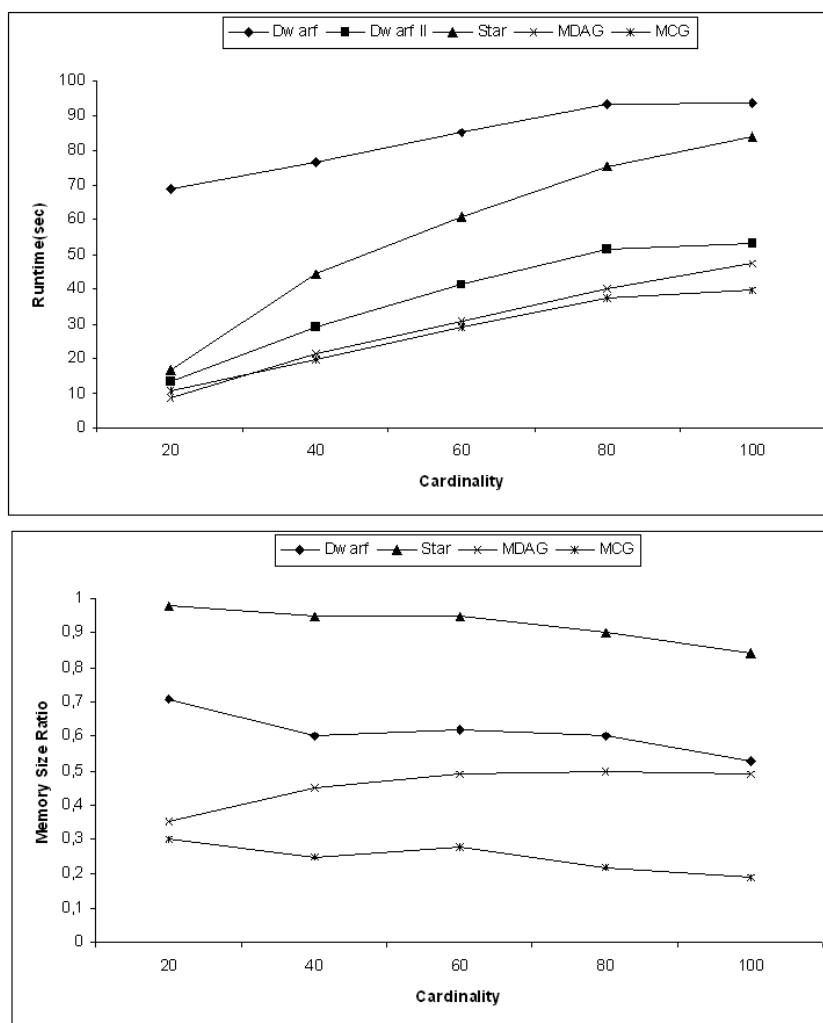 Dw arf Dw arf II Star MDAG MCG
100
90
80
70
60
50
40
30
20
10
0
Runtime(sec)
20 40 60 80 100
Cardinality
Dw arf Star MDAG MCG
1
0,9
0,8
0,7
0,6
0,5
0,4
0,3
0,2
0,1
0
Memory Size Ratio
20 40 60 80 100
Cardinality